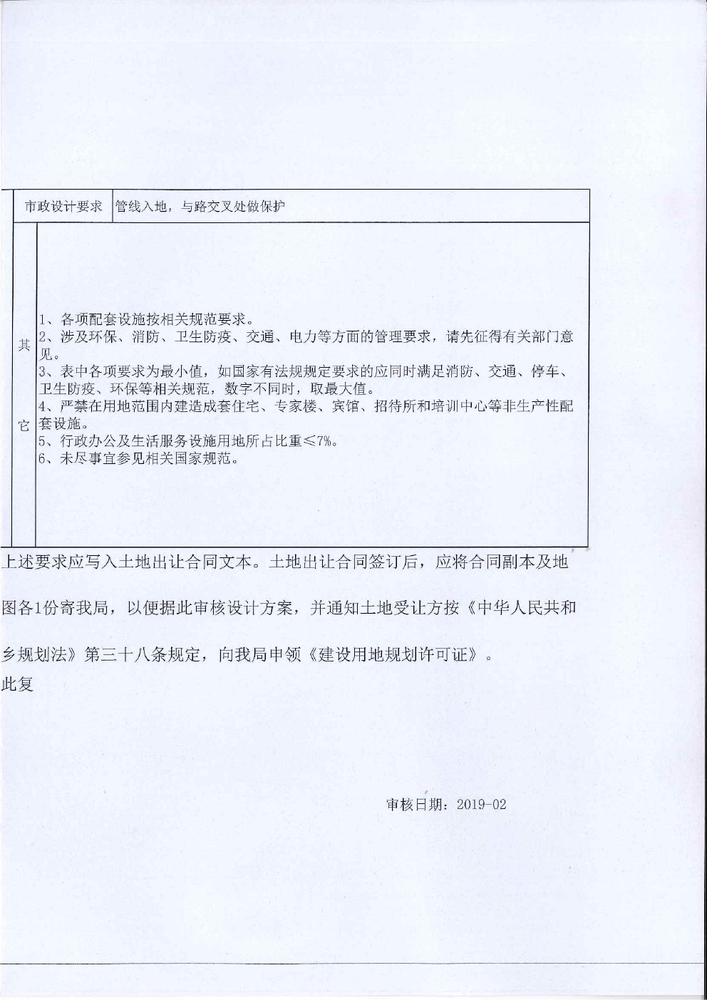 市政设计要求 管线入地，与路交叉处做保护
其它
1、各项配套设施按相关规范要求。
2、涉及环保、消防、卫生防疫、交通、电力等方面的管理要求，请先征得有关部门意
见。
3、表中各项要求为最小值，如国家有法规规定要求的应同时满足消防、交通、停车、
卫生防疫、环保等相关规范，数字不同时，取最大值。
4、严禁在用地范围内建造成套住宅、专家楼、宾馆、招待所和培训中心等非生产性配
套设施。
5、行政办公及生活服务设施用地所占比重≤7%。
6、未尽事宜参见相关国家规范。
上述要求应写入土地出让合同文本。土地出让合同签订后，应将合同副本及地
图各1份寄我局，以便据此审核设计方案，并通知土地受让方按《中华人民共和
乡规划法》第三十八条规定，向我局申领《建设用地规划许可证》。
此复
审核日期：2019-02